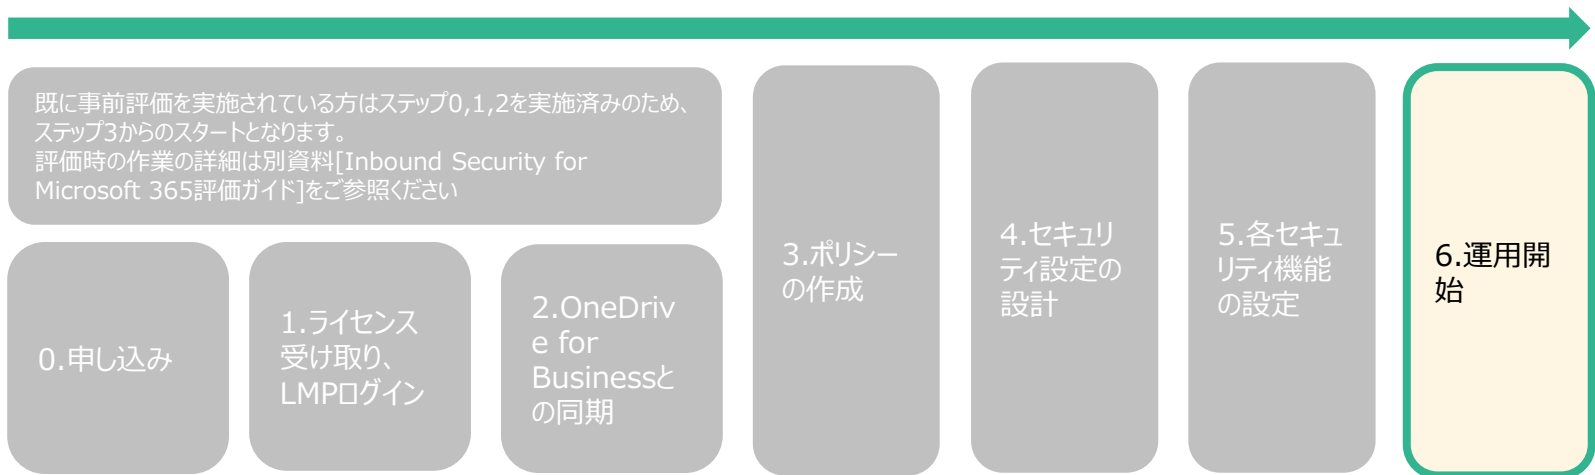 既に事前評価を実施されている方はステップ0,1,2を実施済みのため、
ステップ3からのスタートとなります。
評価時の作業の詳細は別資料[Inbound Security for
Microsoft 365評価ガイド]をご参照ください
0.申し込み
1.ライセンス
受け取り、
LMPログイン
2.OneDriv
e for
Businessと
の同期
3.ポリシー
の作成
4.セキュリ
ティ設定の
設計
5.各セキュ
リティ機能
の設定
6.運用開
始